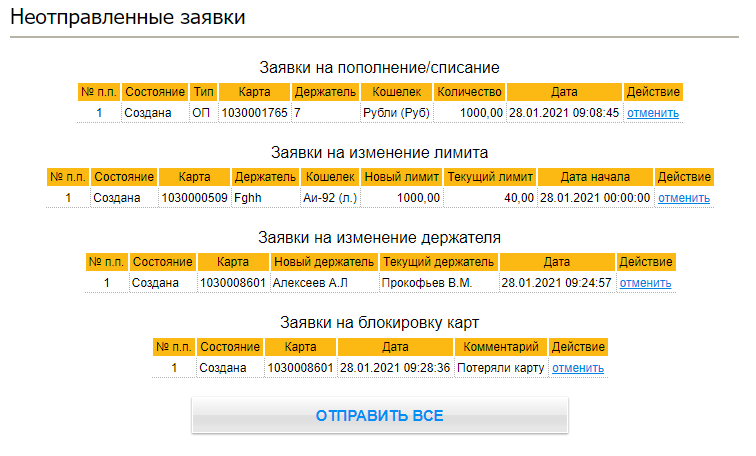 Неотправленные заявки
Заявки на пополнение/списание
№ п.п. Состояние Тип Карта Держатель Кошелек Количество Дата Действие
1 Создана ОП 1030001765 7 Рубли (Руб) 1000,00 28.01.2021 09:08:45 отменить
Заявки на изменение лимита
№ п.п. Состояние Карта Держатель Кошелек Новый лимит Текущий лимит Дата начала Действие
1 Создана 1030000509 Fghh Аи-92 (л.) 1000,00 40,00 28.01.2021 00:00:00 отменить
Заявки на изменение держателя
№ п.п. Состояние Карта Новый держатель Текущий держатель Дата Действие
1 Создана 1030008601 Алексеев А.Л Прокофьев В.М. 28.01.2021 09:24:57 отменить
Заявки на блокировку карт
№ п.п. Состояние Карта Дата Комментарий Действие
1 Создана 1030008601 28.01.2021 09:28:36 Потеряли карту отменить
ОТПРАВИТЬ ВСЕ